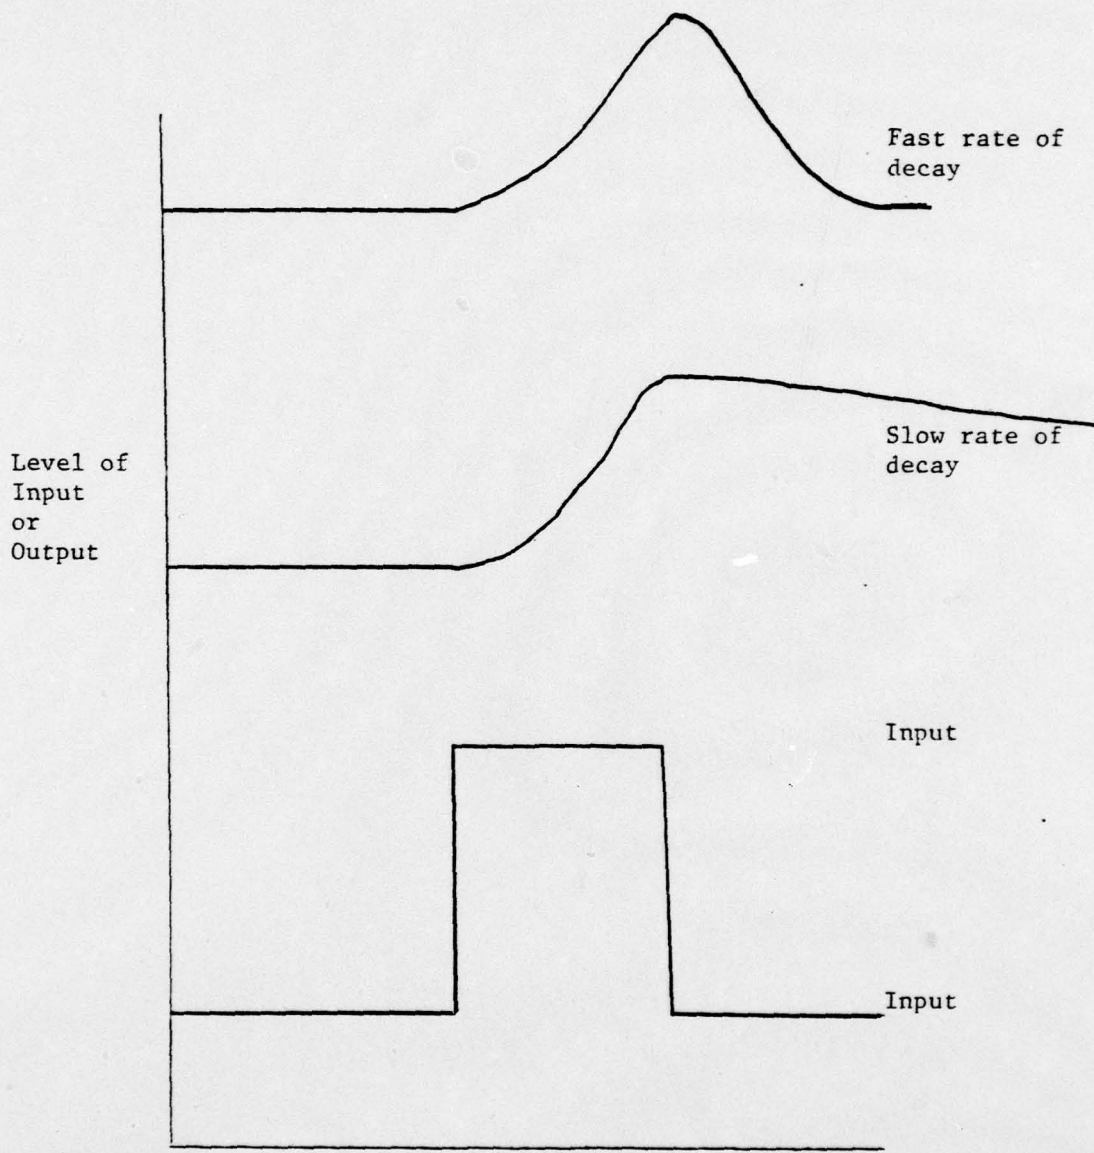 Fast rate of
decay
Slow rate of
decay
Level of
Input
or
Output
Input
Input